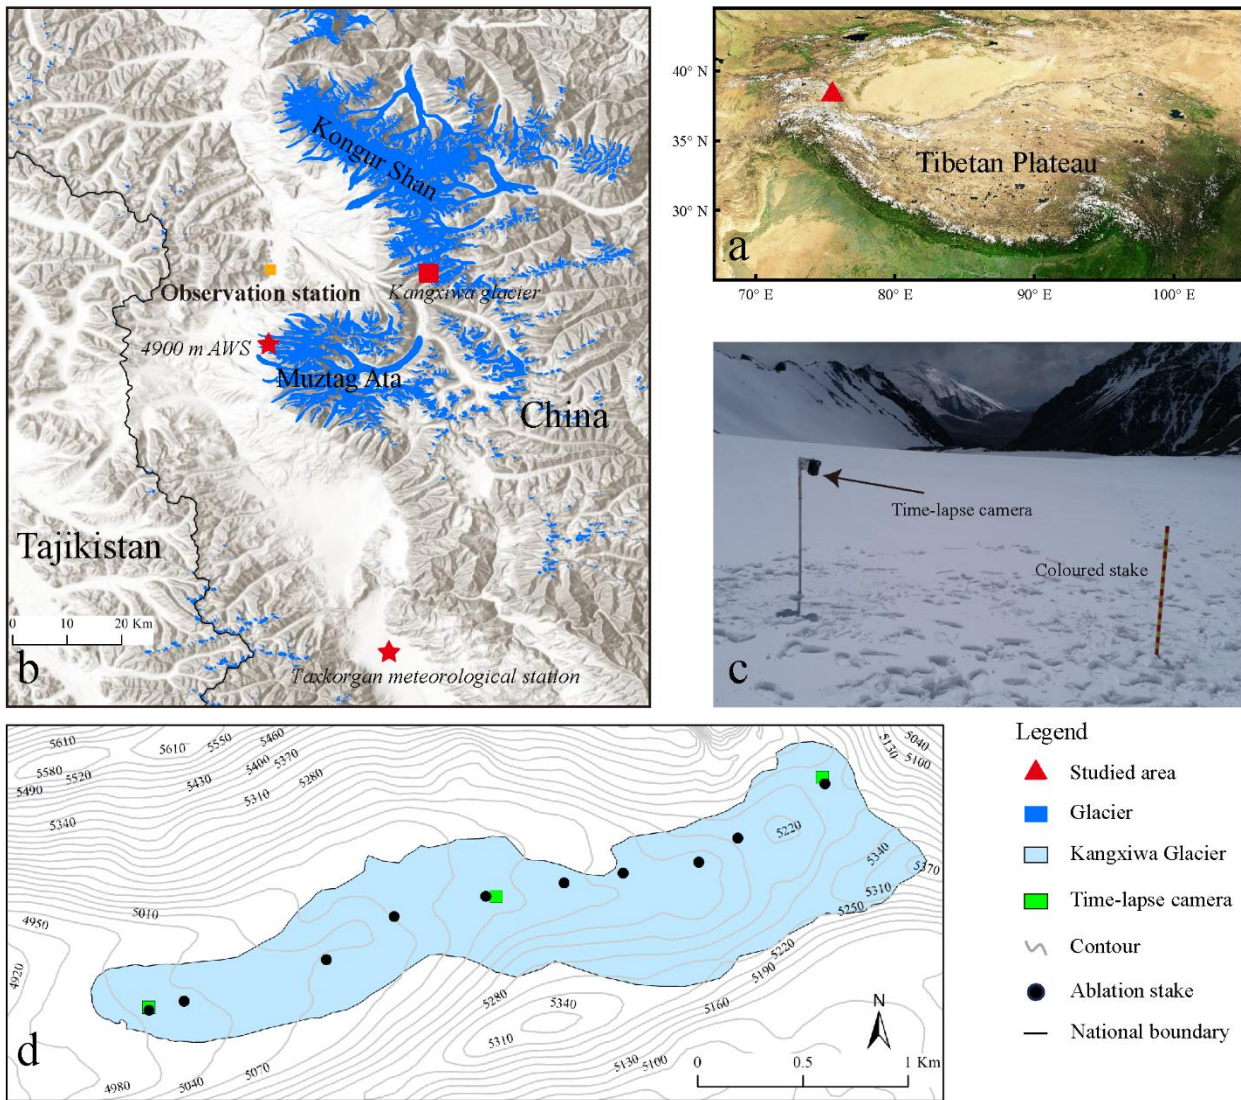 Kongur Shan
Observation station
Kangxiwa glacier
4900 m AWS
Muztag Ata
China
Tajikistan
0 10 20 Km
b
Taxkorgan meteorological station
40° N
35° N
30° N
Tibetan Plateau
a
70° E 80° E 90° E 100° E
Time-lapse camera
Coloured stake
c
5610 5610 5550 5460
5580 5520 5400 5370
5490 5430 5280
5310
5340
5130 5040
5100
5220
5340
5370
5310
5250
5220
5190
5160
4950
5010
4920
5280
5340
5310
5130 5100
5070
5040
4980
d
N
0 0.5 1 Km
Legend
Studied area
Glacier
Kangxiwa Glacier
Time-lapse camera
Contour
Ablation stake
National boundary